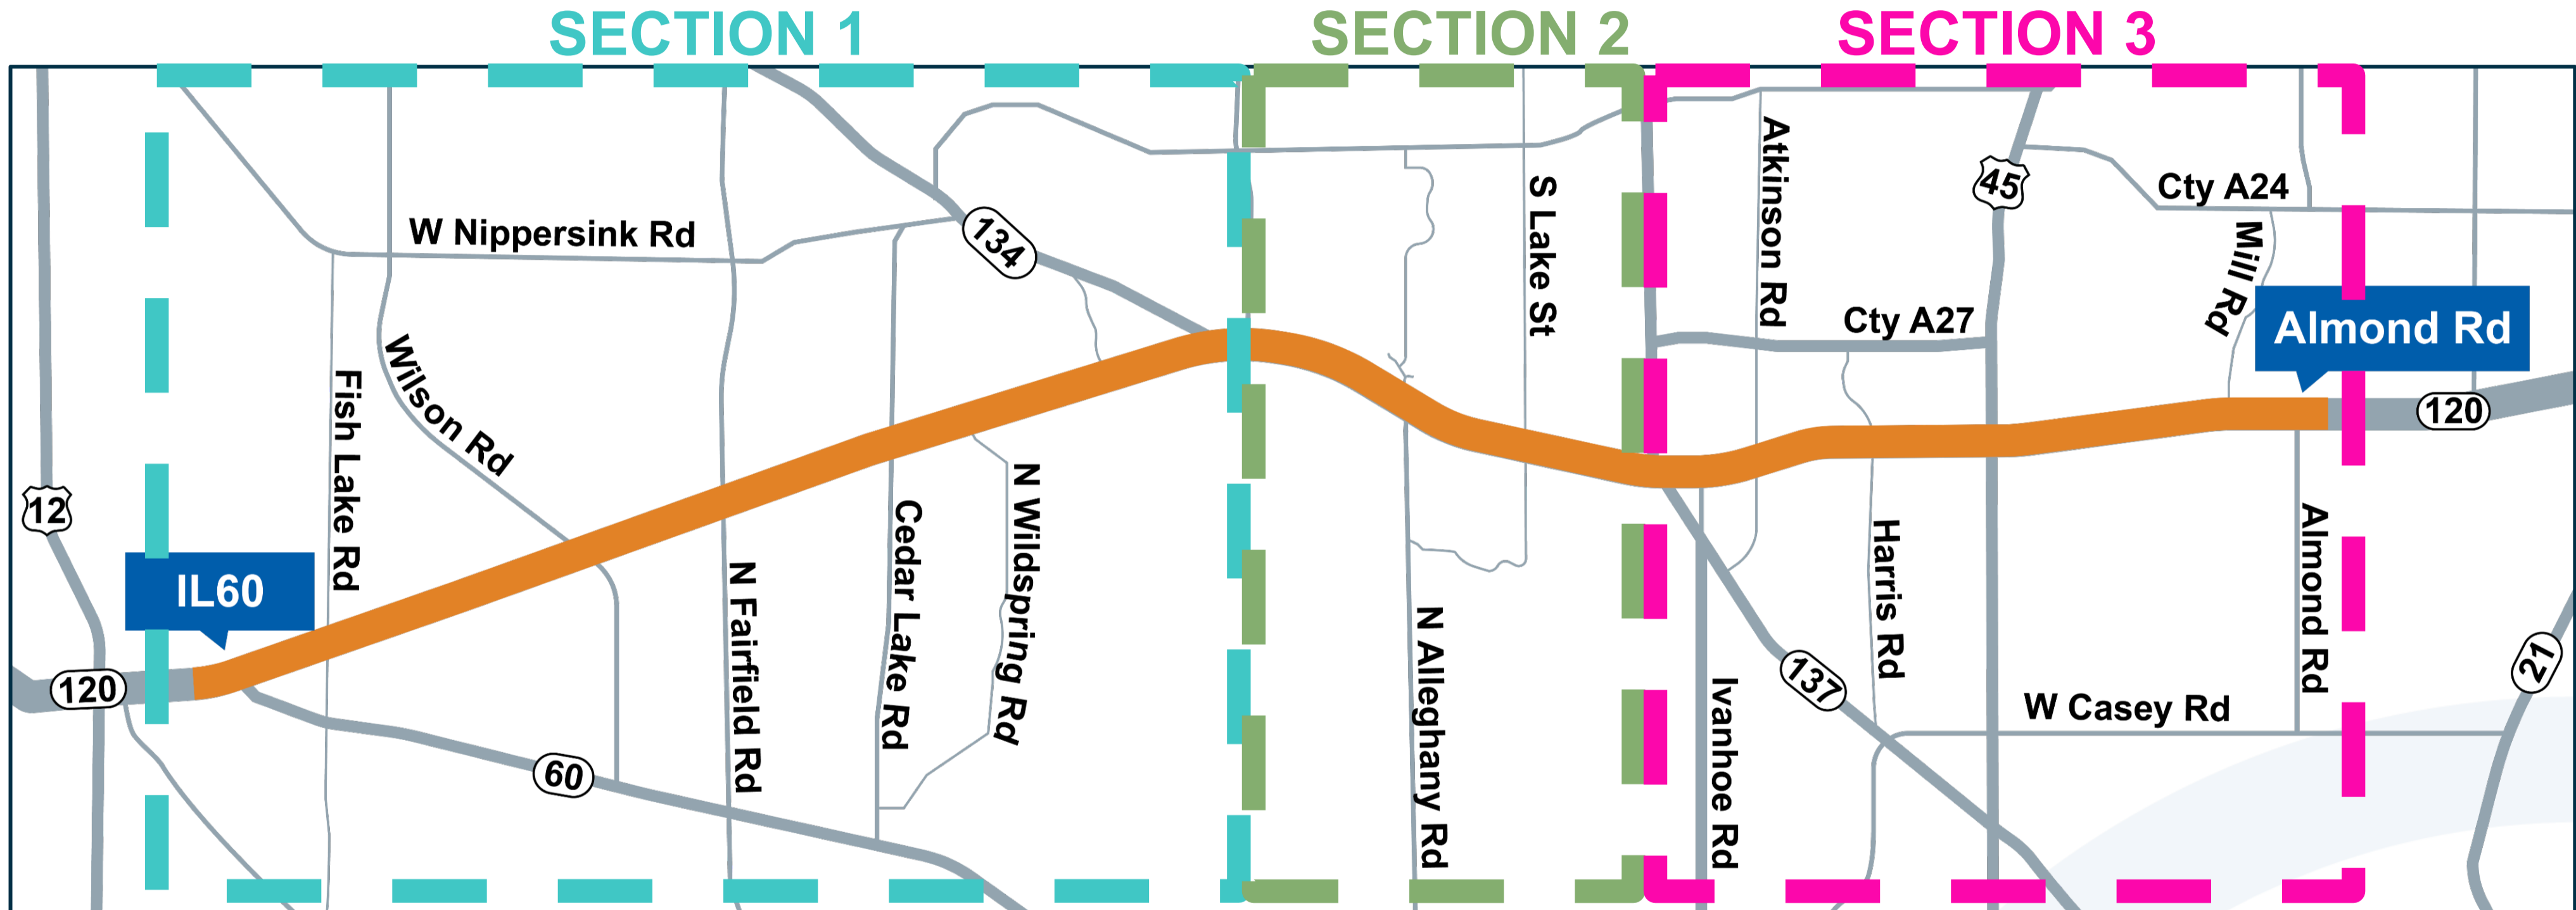 SECTION 1
SECTION 2
SECTION 3
Atkinson Rd
45
Cty A24
S Lake St
W Nippersink Rd
134
Mill Rd
Cty A27
Almond Rd
Wilson Rd
Fish Lake Rd
120
12
N Wildspring Rd
Cedar Lake Rd
Harris Rd
Almond Rd
IL60
N Fairfield Rd
N Alleghany Rd
21
120
137
Ivanhoe Rd
W Casey Rd
60